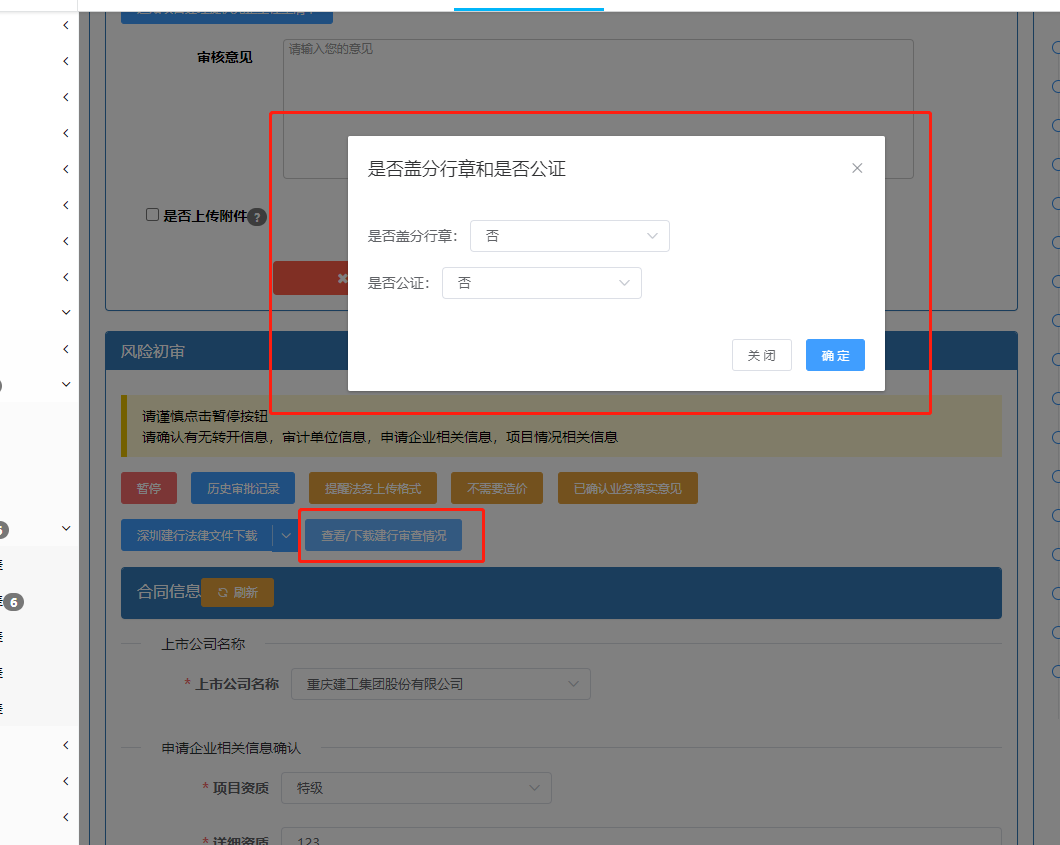 审核意见
请输入您的意见
是否上传附件
?
是否盖分行章和是否公证
是否盖分行章： 否
是否公证： 否
关闭 确定
风险初审
请谨慎点击暂停按钮
请确认有无转开信息，审计单位信息，申请企业相关信息，项目情况相关信息
暂停 历史审批记录 提醒法务上传格式 不需要造价 已确认业务落实意见
深圳建行法律文件下载 查看/下载建行审查情况
合同信息 刷新
6
上市公司名称
* 上市公司名称 重庆建工集团股份有限公司
申请企业相关信息确认
* 项目资质 特级
* 详细资质 123